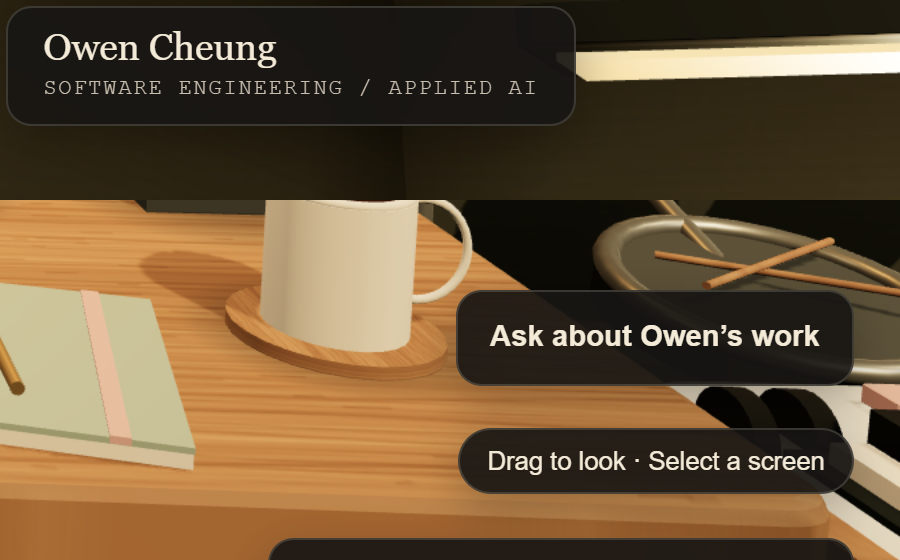 Owen Cheung
SOFTWARE ENGINEERING / APPLIED AI
Ask about Owen’s work
Drag to look · Select a screen